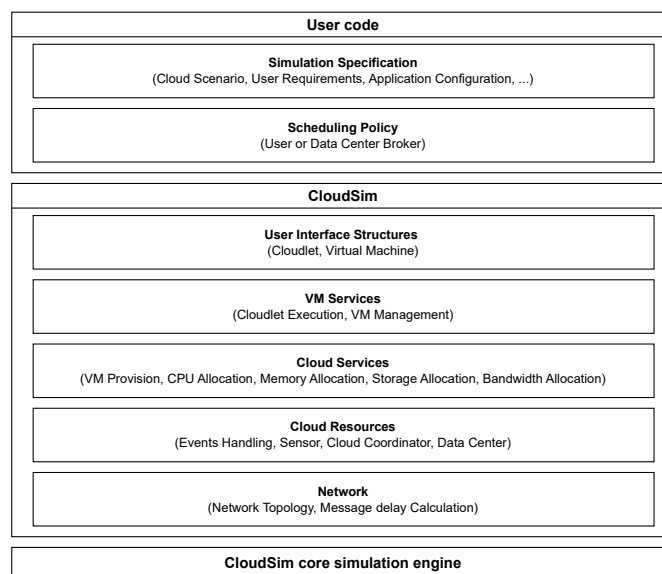 User code
Simulation Specification
(Cloud Scenario, User Requirements, Application Configuration, ...)
Scheduling Policy
(User or Data Center Broker)
CloudSim
User Interface Structures
(Cloudlet, Virtual Machine)
VM Services
(Cloudlet Execution, VM Management)
Cloud Services
(VM Provision, CPU Allocation, Memory Allocation, Storage Allocation, Bandwidth Allocation)
Cloud Resources
(Events Handling, Sensor, Cloud Coordinator, Data Center)
Network
(Network Topology, Message delay Calculation)
CloudSim core simulation engine